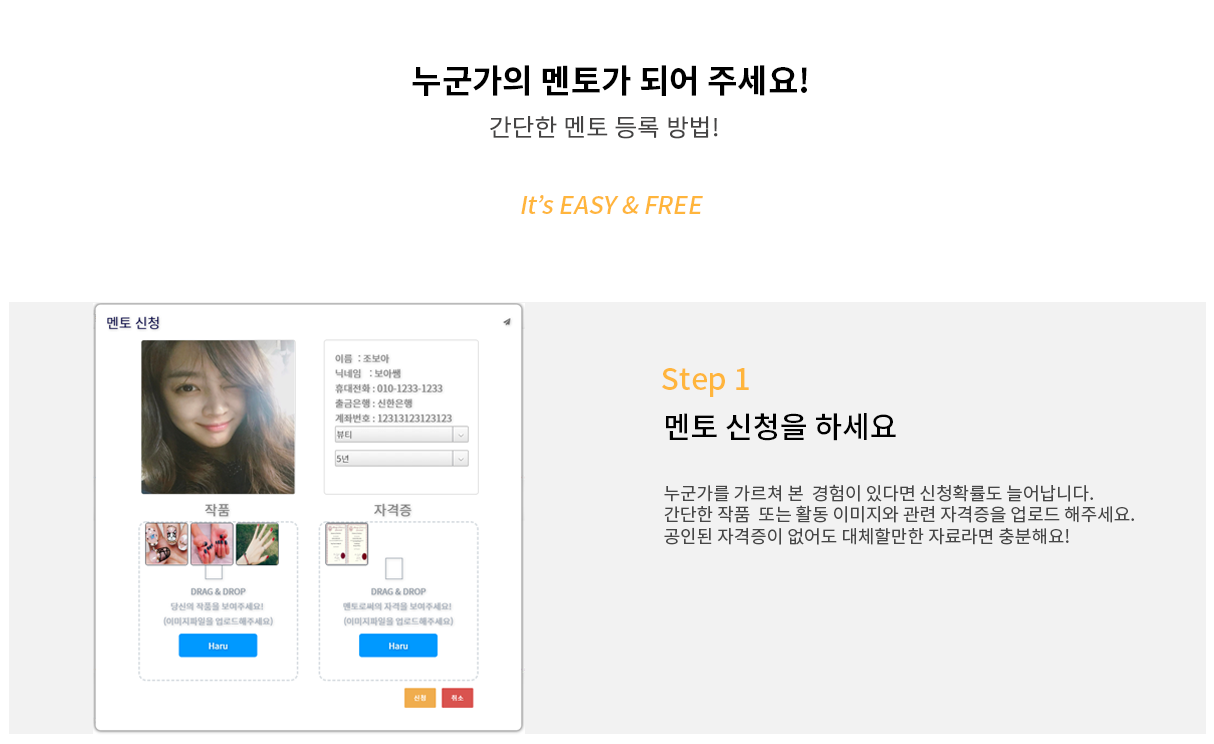 누군가의 멘토가 되어 주세요!
간단한 멘토 등록 방법!
It's EASY & FREE
멘토 신청
이름 : 조보아
닉네임 : 보아쌤
휴대전화 : 010-1233-1233
출금은행 : 신한은행
계좌번호 : 12313123123123
뷰티
5년
작품
자격증
DRAG & DROP
당신의 작품을 보여주세요!
(이미지파일을 업로드해주세요)
Haru
DRAG & DROP
멘토로써의 자격을 보여주세요!
(이미지파일을 업로드해주세요)
Haru
신청
취소
Step 1
멘토 신청을 하세요
누군가를 가르쳐 본 경험이 있다면 신청확률도 늘어납니다.
간단한 작품 또는 활동 이미지와 관련 자격증을 업로드 해주세요.
공인된 자격증이 없어도 대체할만한 자료라면 충분해요!